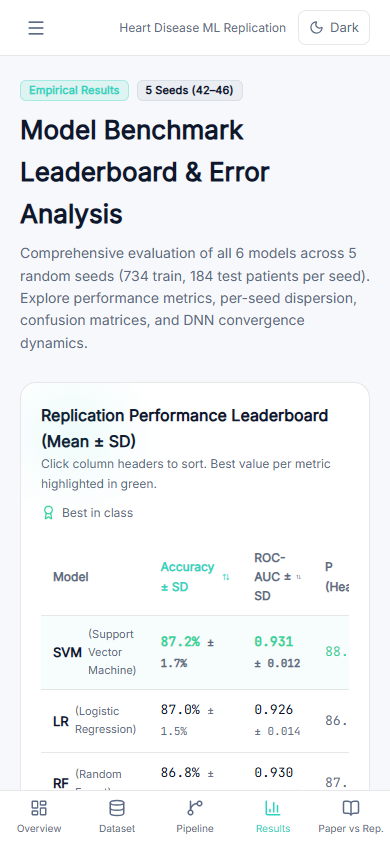 Heart Disease ML Replication
Dark
Empirical Results
5 Seeds (42–46)
Model Benchmark
Leaderboard & Error
Analysis
Comprehensive evaluation of all 6 models across 5
random seeds (734 train, 184 test patients per seed).
Explore performance metrics, per-seed dispersion,
confusion matrices, and DNN convergence
dynamics.
Replication Performance Leaderboard
(Mean ± SD)
Click column headers to sort. Best value per metric
highlighted in green.
Best in class
Model
Accuracy
± SD
ROC-
AUC ±
SD
P
(Hea
SVM
(Support
Vector
Machine)
87.2% ±
1.7%
0.931
± 0.012
88.
LR
(Logistic
Regression)
87.0% ±
1.5%
0.926
± 0.014
86.
RF
(Random
86.8% ±
0.930
87.
Overview
Dataset
Pipeline
Results
Paper vs Rep.